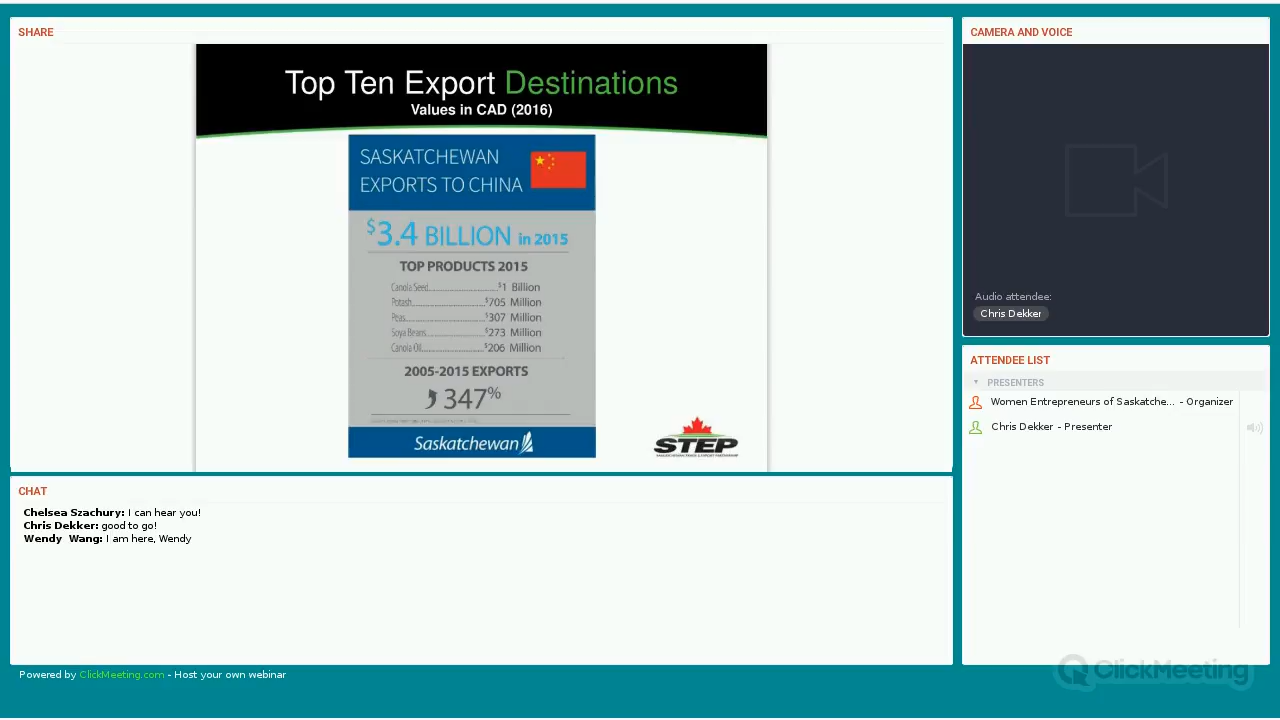 SHARE
Top Ten Export Destinations
Values in CAD (2016)
SASKATCHEWAN
EXPORTS TO CHINA
$3.4 BILLION in 2015
TOP PRODUCTS 2015
Canola Seed $1 Billion
Potash $705 Million
Peas $307 Million
Soya Beans $273 Million
Canola Oil $206 Million
2005-2015 EXPORTS
347%
Saskatchewan
STEP
CAMERA AND VOICE
Audio attendee:
Chris Dekker
ATTENDEE LIST
PRESENTERS
Women Entrepreneurs of Saskatche... - Organizer
Chris Dekker - Presenter
CHAT
Chelsea Szachury: I can hear you!
Chris Dekker: good to go!
Wendy Wang: I am here, Wendy
Powered by ClickMeeting.com - Host your own webinar
ClickMeeting